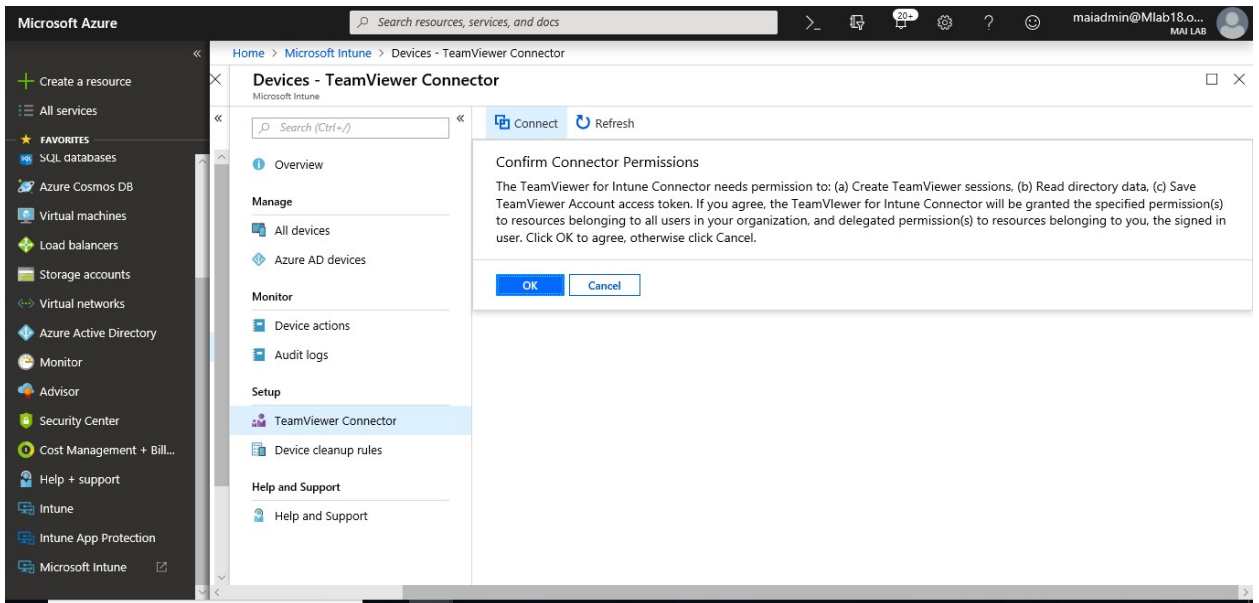 Microsoft Azure
Search resources, services, and docs
20+
maiadmin@Mlab18.o...
MAI LAB
Home > Microsoft Intune > Devices - TeamViewer Connector
Create a resource
All services
FAVORITES
SQL databases
Azure Cosmos DB
Virtual machines
Load balancers
Storage accounts
Virtual networks
Azure Active Directory
Monitor
Advisor
Security Center
Cost Management + Bill...
Help + support
Intune
Intune App Protection
Microsoft Intune
Devices - TeamViewer Connector
Microsoft Intune
Search (Ctrl+/)
Overview
Manage
All devices
Azure AD devices
Monitor
Device actions
Audit logs
Setup
TeamViewer Connector
Device cleanup rules
Help and Support
Help and Support
Connect Refresh
Confirm Connector Permissions
The TeamViewer for Intune Connector needs permission to: (a) Create TeamViewer sessions, (b) Read directory data, (c) Save
TeamViewer Account access token. If you agree, the TeamVIewer for Intune Connector will be granted the specified permission(s)
to resources belonging to all users in your organization, and delegated permission(s) to resources belonging to you, the signed in
user. Click OK to agree, otherwise click Cancel.
OK Cancel